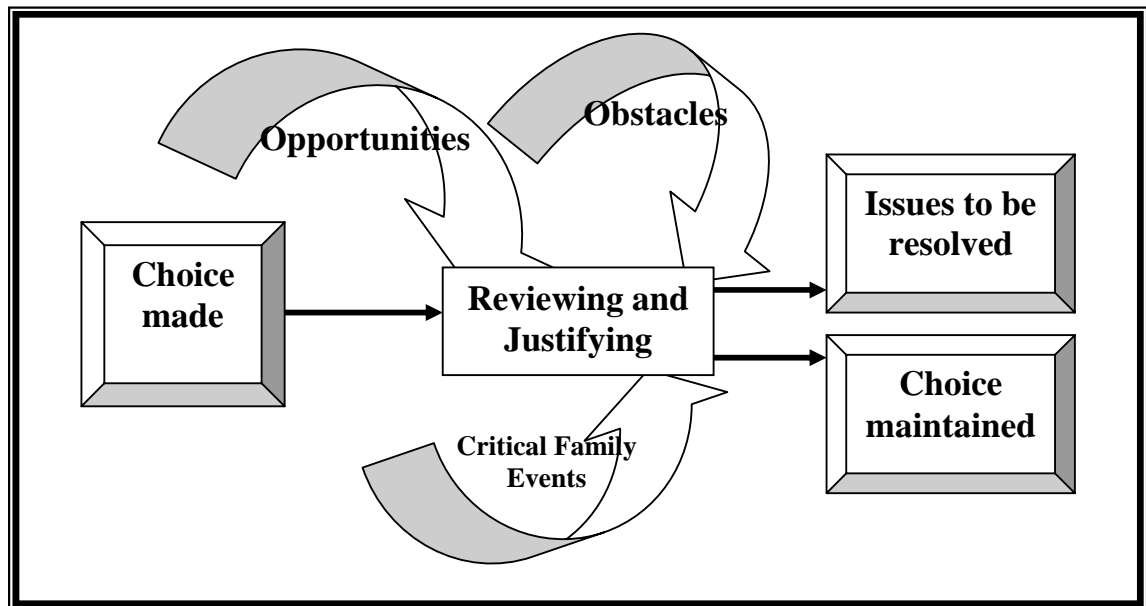 Opportunities
Obstacles
Choice
made
Reviewing and
Justifying
Issues to be
resolved
Choice
maintained
Critical Family
Events